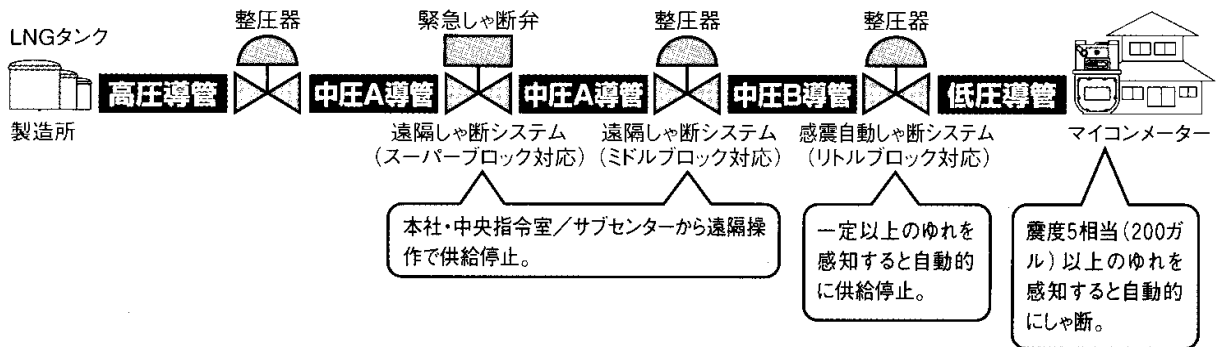 LNGタンク
製造所
高圧導管
整圧器
中圧A導管
緊急しゃ断弁
遠隔しゃ断システム
(スーパーブロック対応)
中圧A導管
整圧器
遠隔しゃ断システム
(ミドルブロック対応)
中圧B導管
整圧器
感震自動しゃ断システム
(リトルブロック対応)
低圧導管
マイコンメーター
本社・中央指令室/サブセンターから遠隔操
作で供給停止。
一定以上のゆれを
感知すると自動的
に供給停止。
震度5相当(200ガ
ル)以上のゆれを
感知すると自動的
にしゃ断。